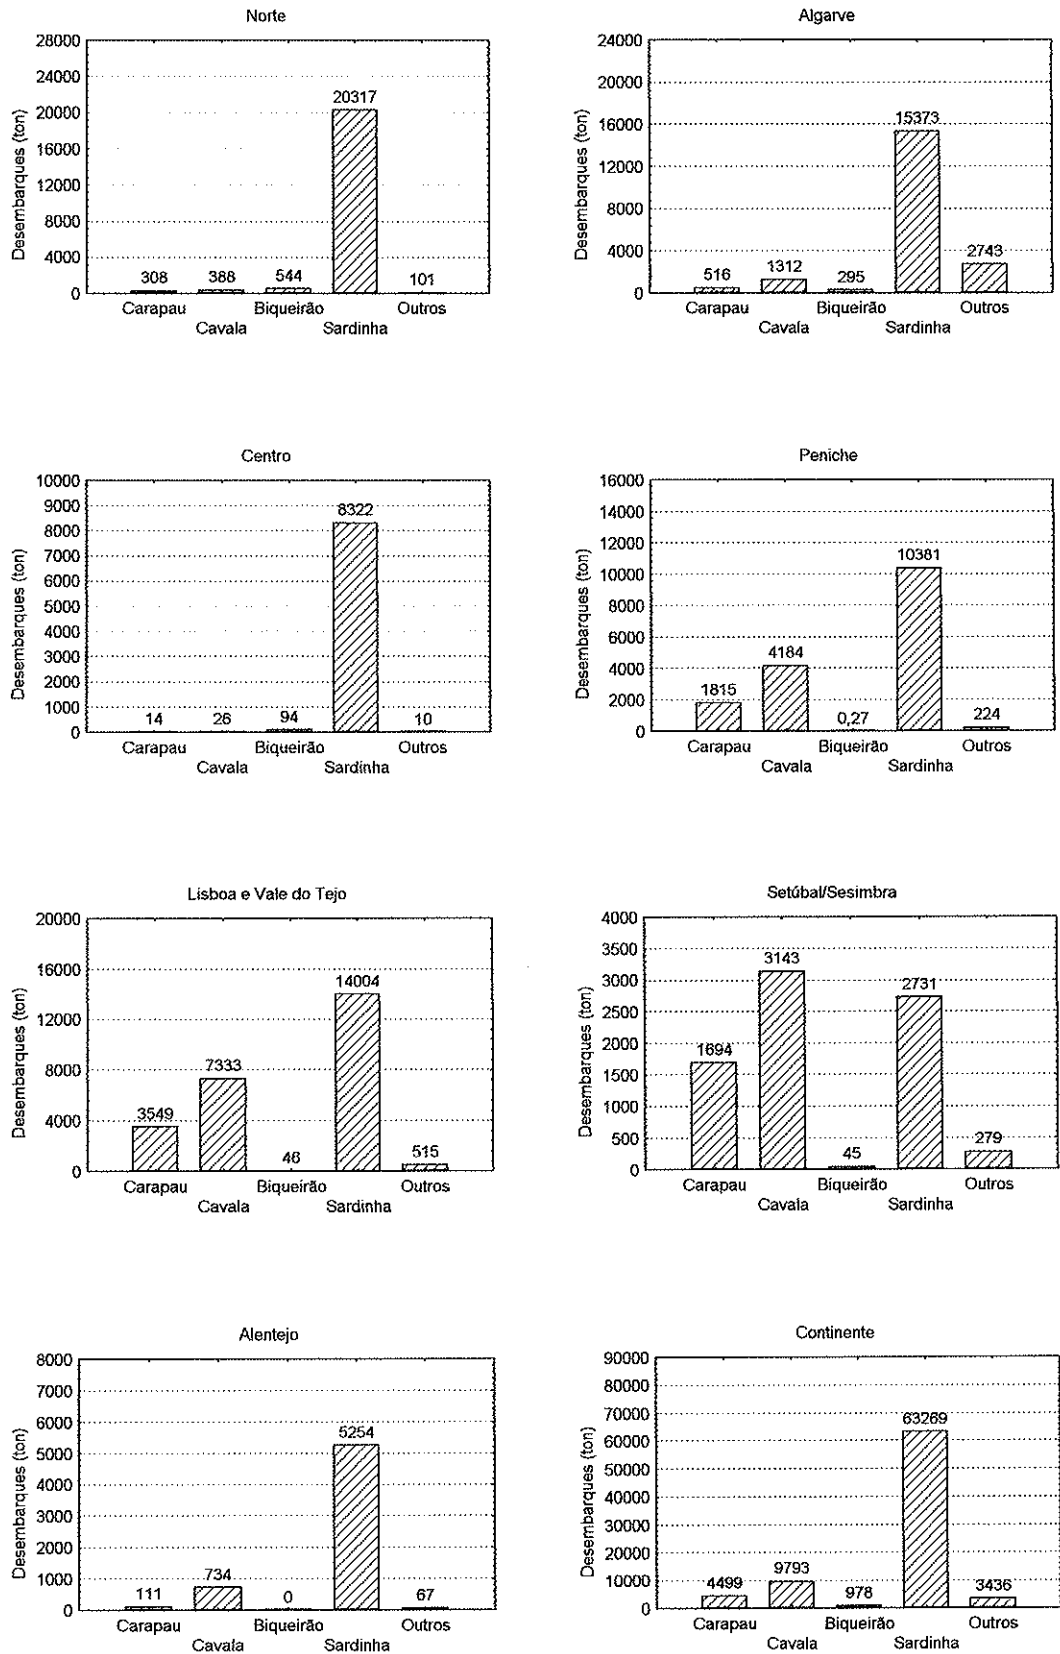 Norte
28000
24000
20000
16000
12000
8000
4000
0
Desembarques (ton)
308
388
544
20317
101
Carapau
Biqueirão
Outros
Cavala
Sardinha
Algarve
24000
20000
16000
12000
8000
4000
0
Desembarques (ton)
516
1312
295
15373
2743
Carapau
Biqueirão
Outros
Cavala
Sardinha
Centro
10000
9000
8000
7000
6000
5000
4000
3000
2000
1000
0
Desembarques (ton)
14
26
94
8322
10
Carapau
Biqueirão
Outros
Cavala
Sardinha
Peniche
16000
14000
12000
10000
8000
6000
4000
2000
0
Desembarques (ton)
1815
4184
0,27
10381
224
Carapau
Biqueirão
Outros
Cavala
Sardinha
Lisboa e Vale do Tejo
20000
16000
12000
8000
4000
0
Desembarques (ton)
3549
7333
46
14004
515
Carapau
Biqueirão
Outros
Cavala
Sardinha
Setúbal/Sesimbra
4000
3500
3000
2500
2000
1500
1000
500
0
Desembarques (ton)
1694
3143
45
2731
279
Carapau
Biqueirão
Outros
Cavala
Sardinha
Alentejo
8000
7000
6000
5000
4000
3000
2000
1000
0
Desembarques (ton)
111
734
0
5254
67
Carapau
Biqueirão
Outros
Cavala
Sardinha
Continente
90000
80000
70000
60000
50000
40000
30000
20000
10000
0
Desembarques (ton)
4499
9793
978
63269
3436
Carapau
Biqueirão
Outros
Cavala
Sardinha